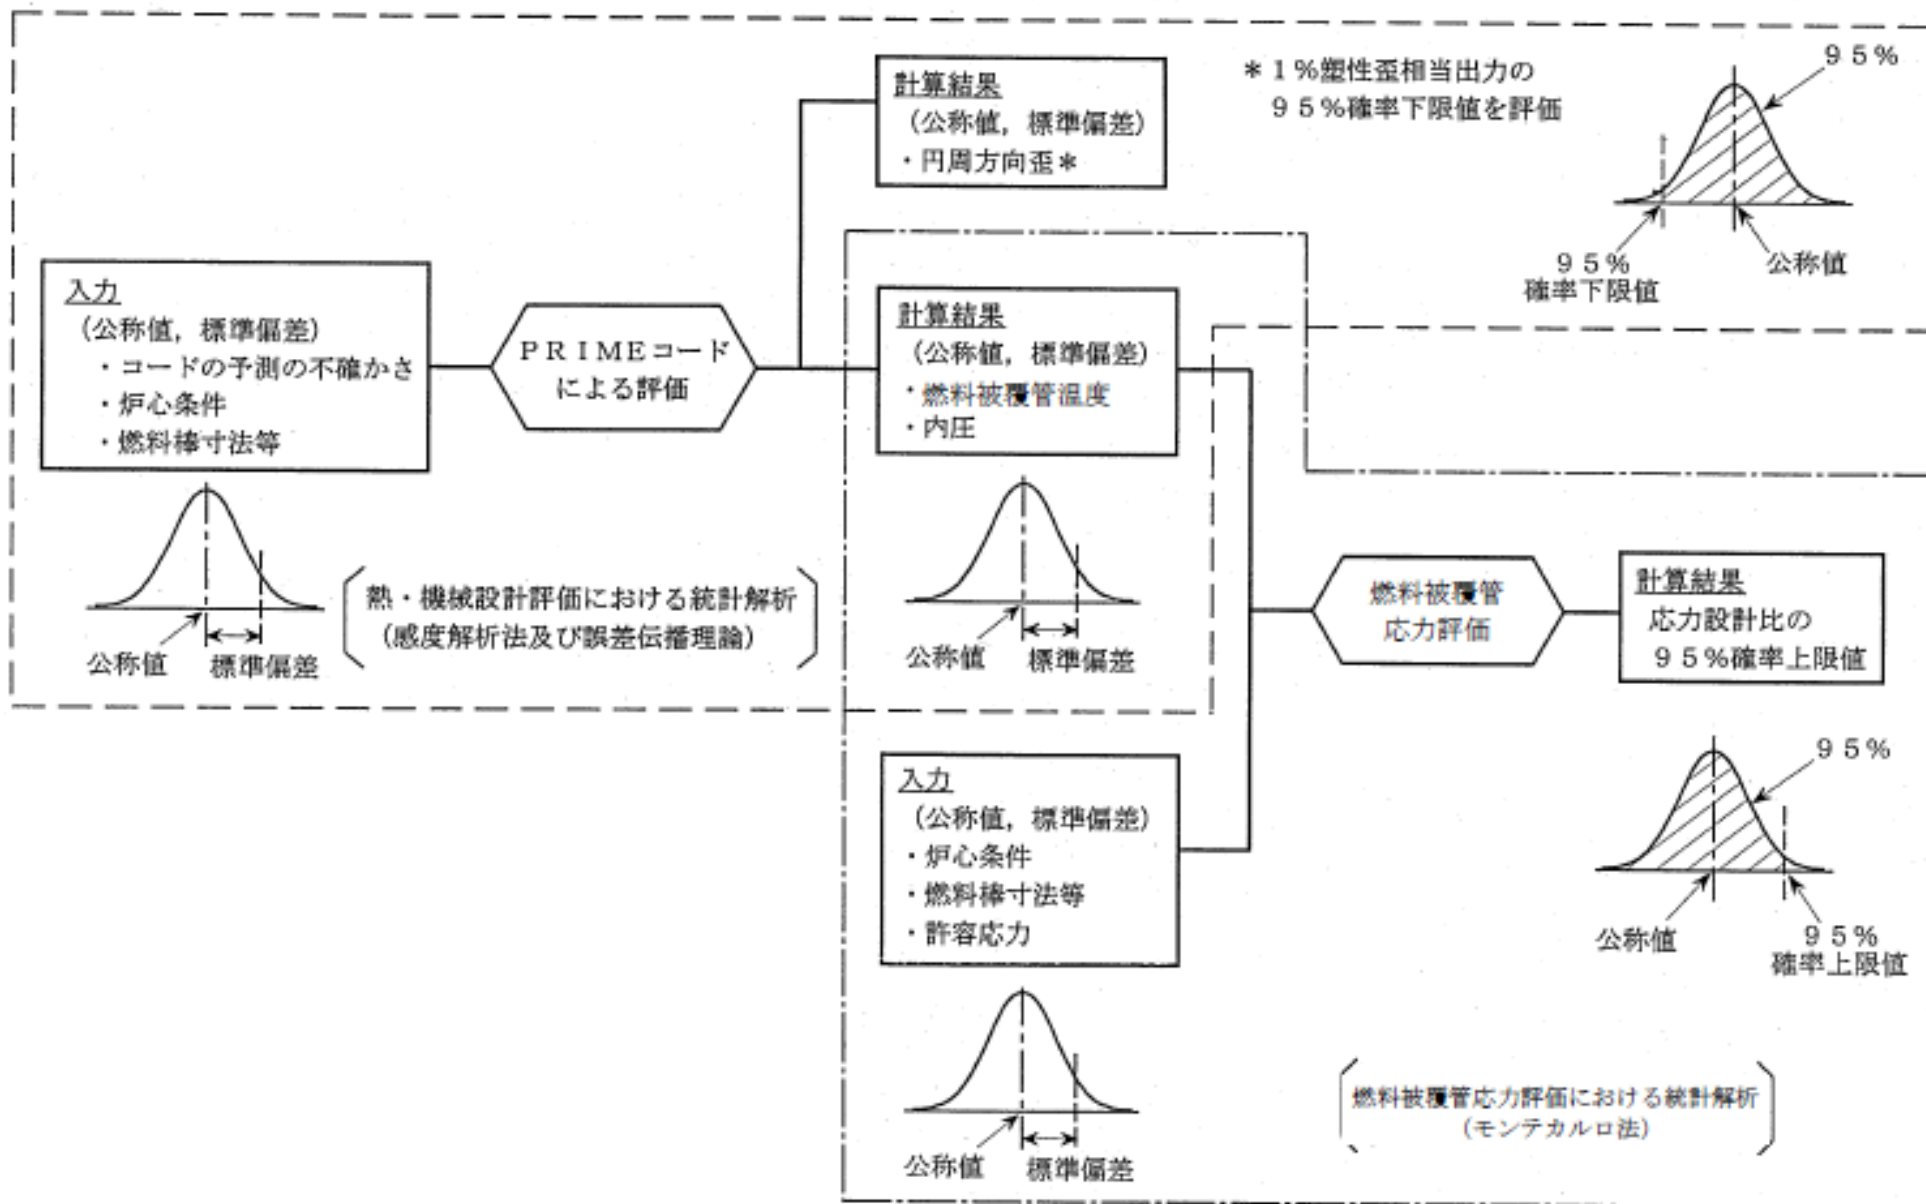 計算結果
(公称値, 標準偏差)
・円周方向歪*
*1%塑性歪相当出力の
95%確率下限値を評価
95%
95%
確率下限値
公称値
入力
(公称値, 標準偏差)
・コードの予測の不確かさ
・炉心条件
・燃料棒寸法等
公称値
標準偏差
PRIMEコード
による評価
計算結果
(公称値, 標準偏差)
・燃料被覆管温度
・内圧
公称値
標準偏差
熱・機械設計評価における統計解析
(感度解析法及び誤差伝播理論)
燃料被覆管
応力評価
計算結果
応力設計比の
95%確率上限値
95%
公称値
95%
確率上限値
入力
(公称値, 標準偏差)
・炉心条件
・燃料棒寸法等
・許容応力
公称値
標準偏差
燃料被覆管応力評価における統計解析
(モンテカルロ法)